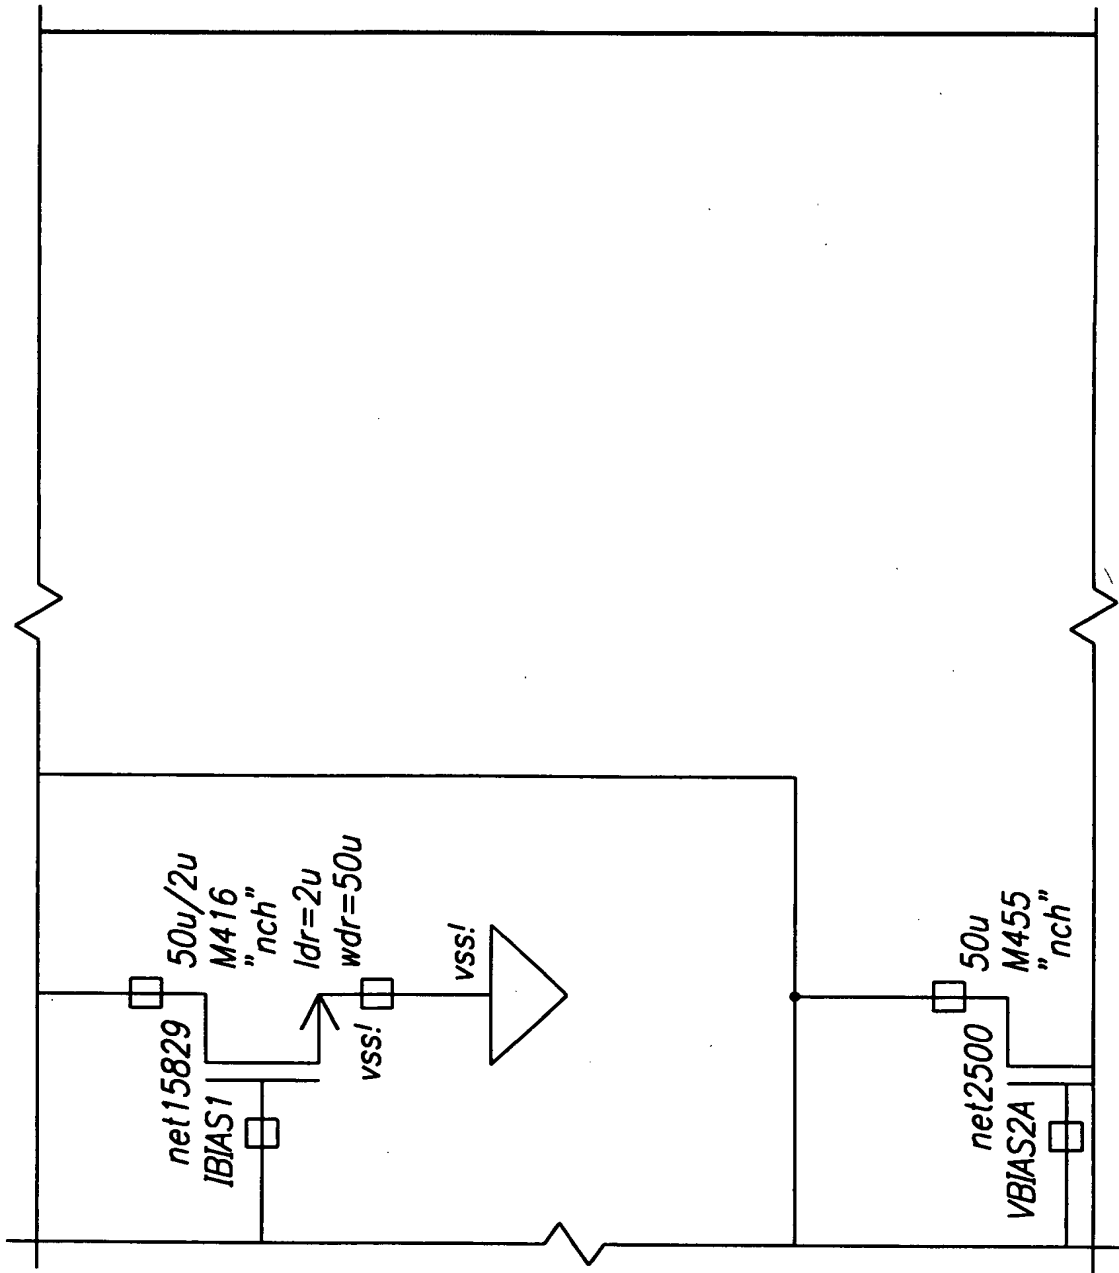 50u/2u
M416
"nch"
ldr=2u
wdr=50u
net15829
IBIAS1
vss!
vss!
50u
M455
"nch"
net2500
VBIAS2A